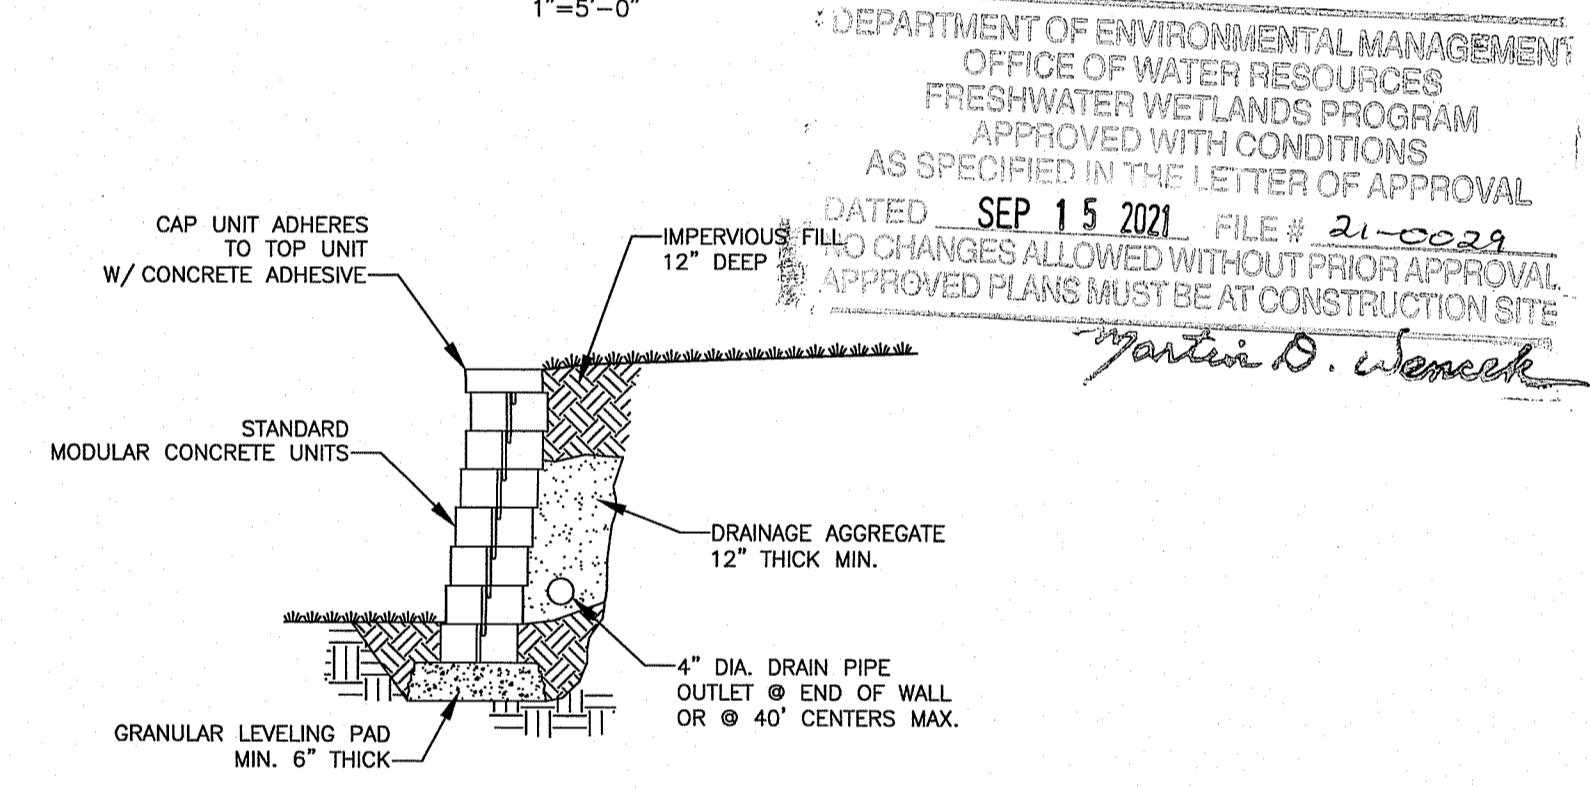 1"=5'-0"
DEPARTMENT OF ENVIRONMENTAL MANAGEMENT
OFFICE OF WATER RESOURCES
FRESHWATER WETLANDS PROGRAM
APPROVED WITH CONDITIONS
AS SPECIFIED IN THE LETTER OF APPROVAL
DATED SEP 15 2021 FILE # 21-0029
NO CHANGES ALLOWED WITHOUT PRIOR APPROVAL.
APPROVED PLANS MUST BE AT CONSTRUCTION SITE
Martin D. Wencek
CAP UNIT ADHERES
TO TOP UNIT
W/ CONCRETE ADHESIVE
IMPERVIOUS FILL
12" DEEP
STANDARD
MODULAR CONCRETE UNITS
DRAINAGE AGGREGATE
12" THICK MIN.
4" DIA. DRAIN PIPE
OUTLET @ END OF WALL
OR @ 40' CENTERS MAX.
GRANULAR LEVELING PAD
MIN. 6" THICK